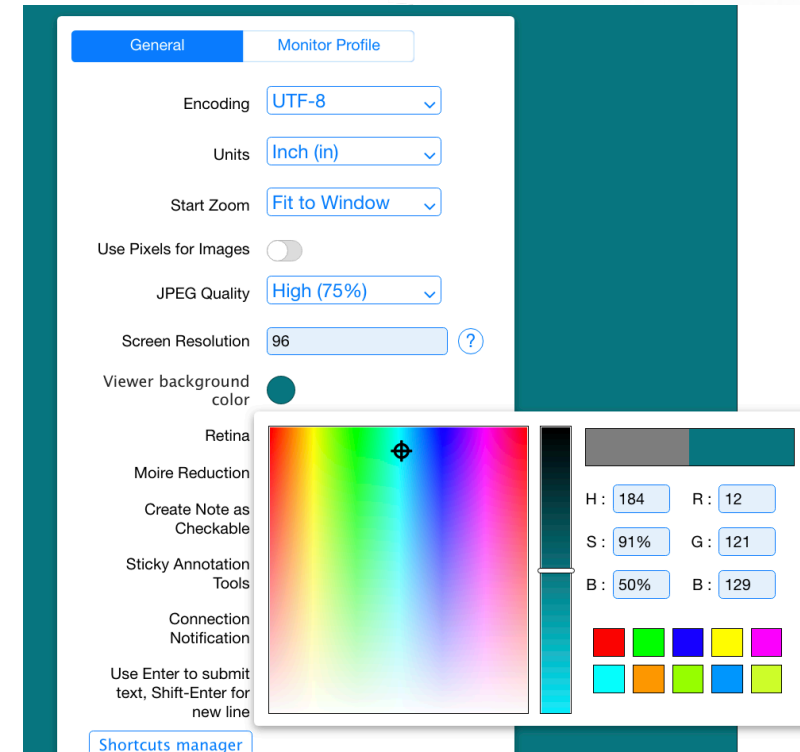 General
Monitor Profile
Encoding
UTF-8
Units
Inch (in)
Start Zoom
Fit to Window
Use Pixels for Images
JPEG Quality
High (75%)
Screen Resolution
96
?
Viewer background
color
Retina
Moire Reduction
Create Note as
Checkable
Sticky Annotation
Tools
Connection
Notification
Use Enter to submit
text, Shift-Enter for
new line
Shortcuts manager
H : 184 R : 12
S : 91% G : 121
B : 50% B : 129